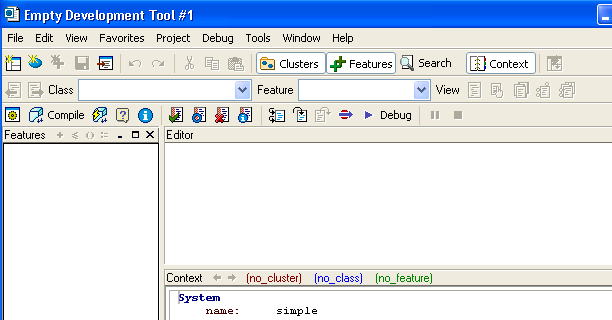 Empty Development Tool #1
File Edit View Favorites Project Debug Tools Window Help
Clusters Features Search Context
Class Feature View
Compile Debug
Features Editor
Context (no_cluster) (no_class) (no_feature)
System
name: simple